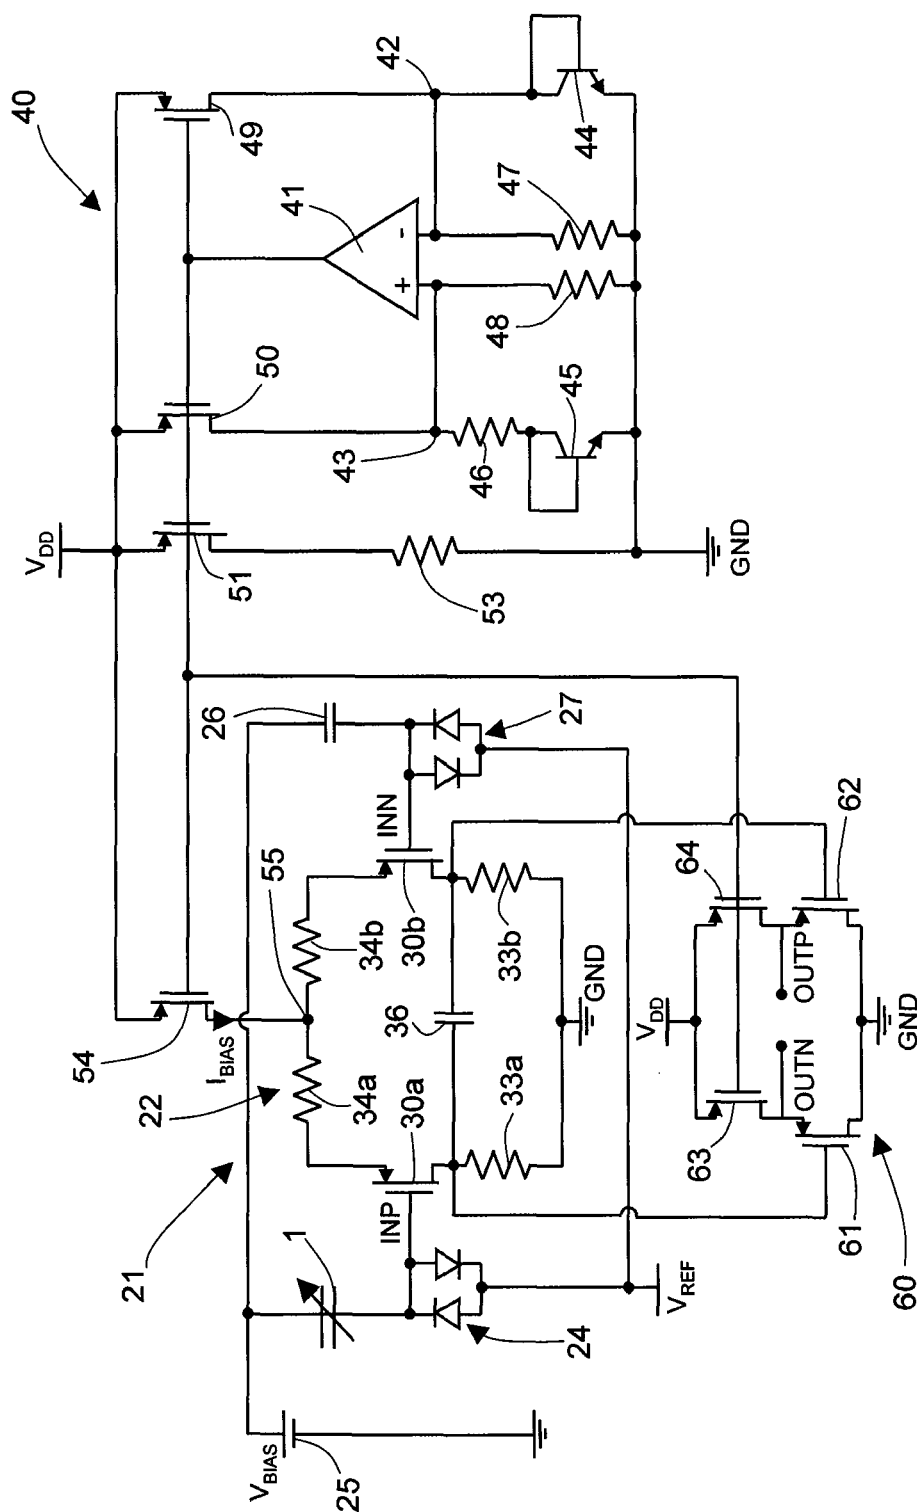 40
42
49
44
41
47
-
+
48
50
43
45
46
V_DD
51
53
GND
26
27
54
55
INN
62
I_BIAS
34b
30b
33b
64
22
36
GND
OUTP
V_DD
34a
30a
33a
OUTN
GND
21
INP
63
1
61
60
24
V_REF
V_BIAS
25